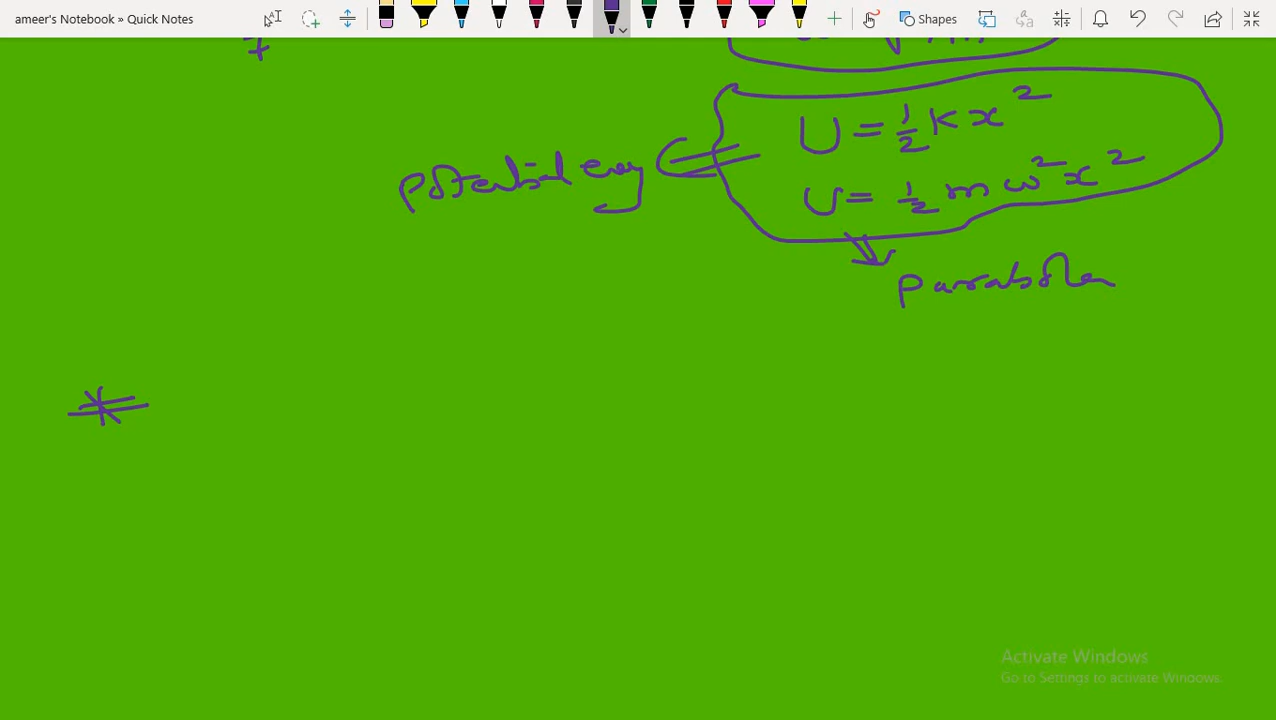 ameer's Notebook » Quick Notes
Shapes
U = 1/2 K x²
potential energy
U = 1/2 m ω² x²
parabola
Activate Windows
Go to Settings to activate Windows.